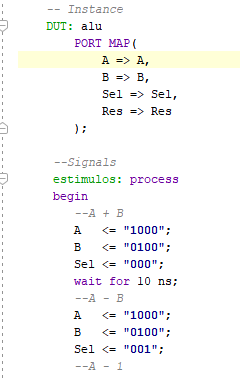 -- Instance
DUT: alu
PORT MAP(
A => A,
B => B,
Sel => Sel,
Res => Res
);
--Signals
estimulos: process
begin
--A + B
A <= "1000";
B <= "0100";
Sel <= "000";
wait for 10 ns;
--A - B
A <= "1000";
B <= "0100";
Sel <= "001";
--A - 1